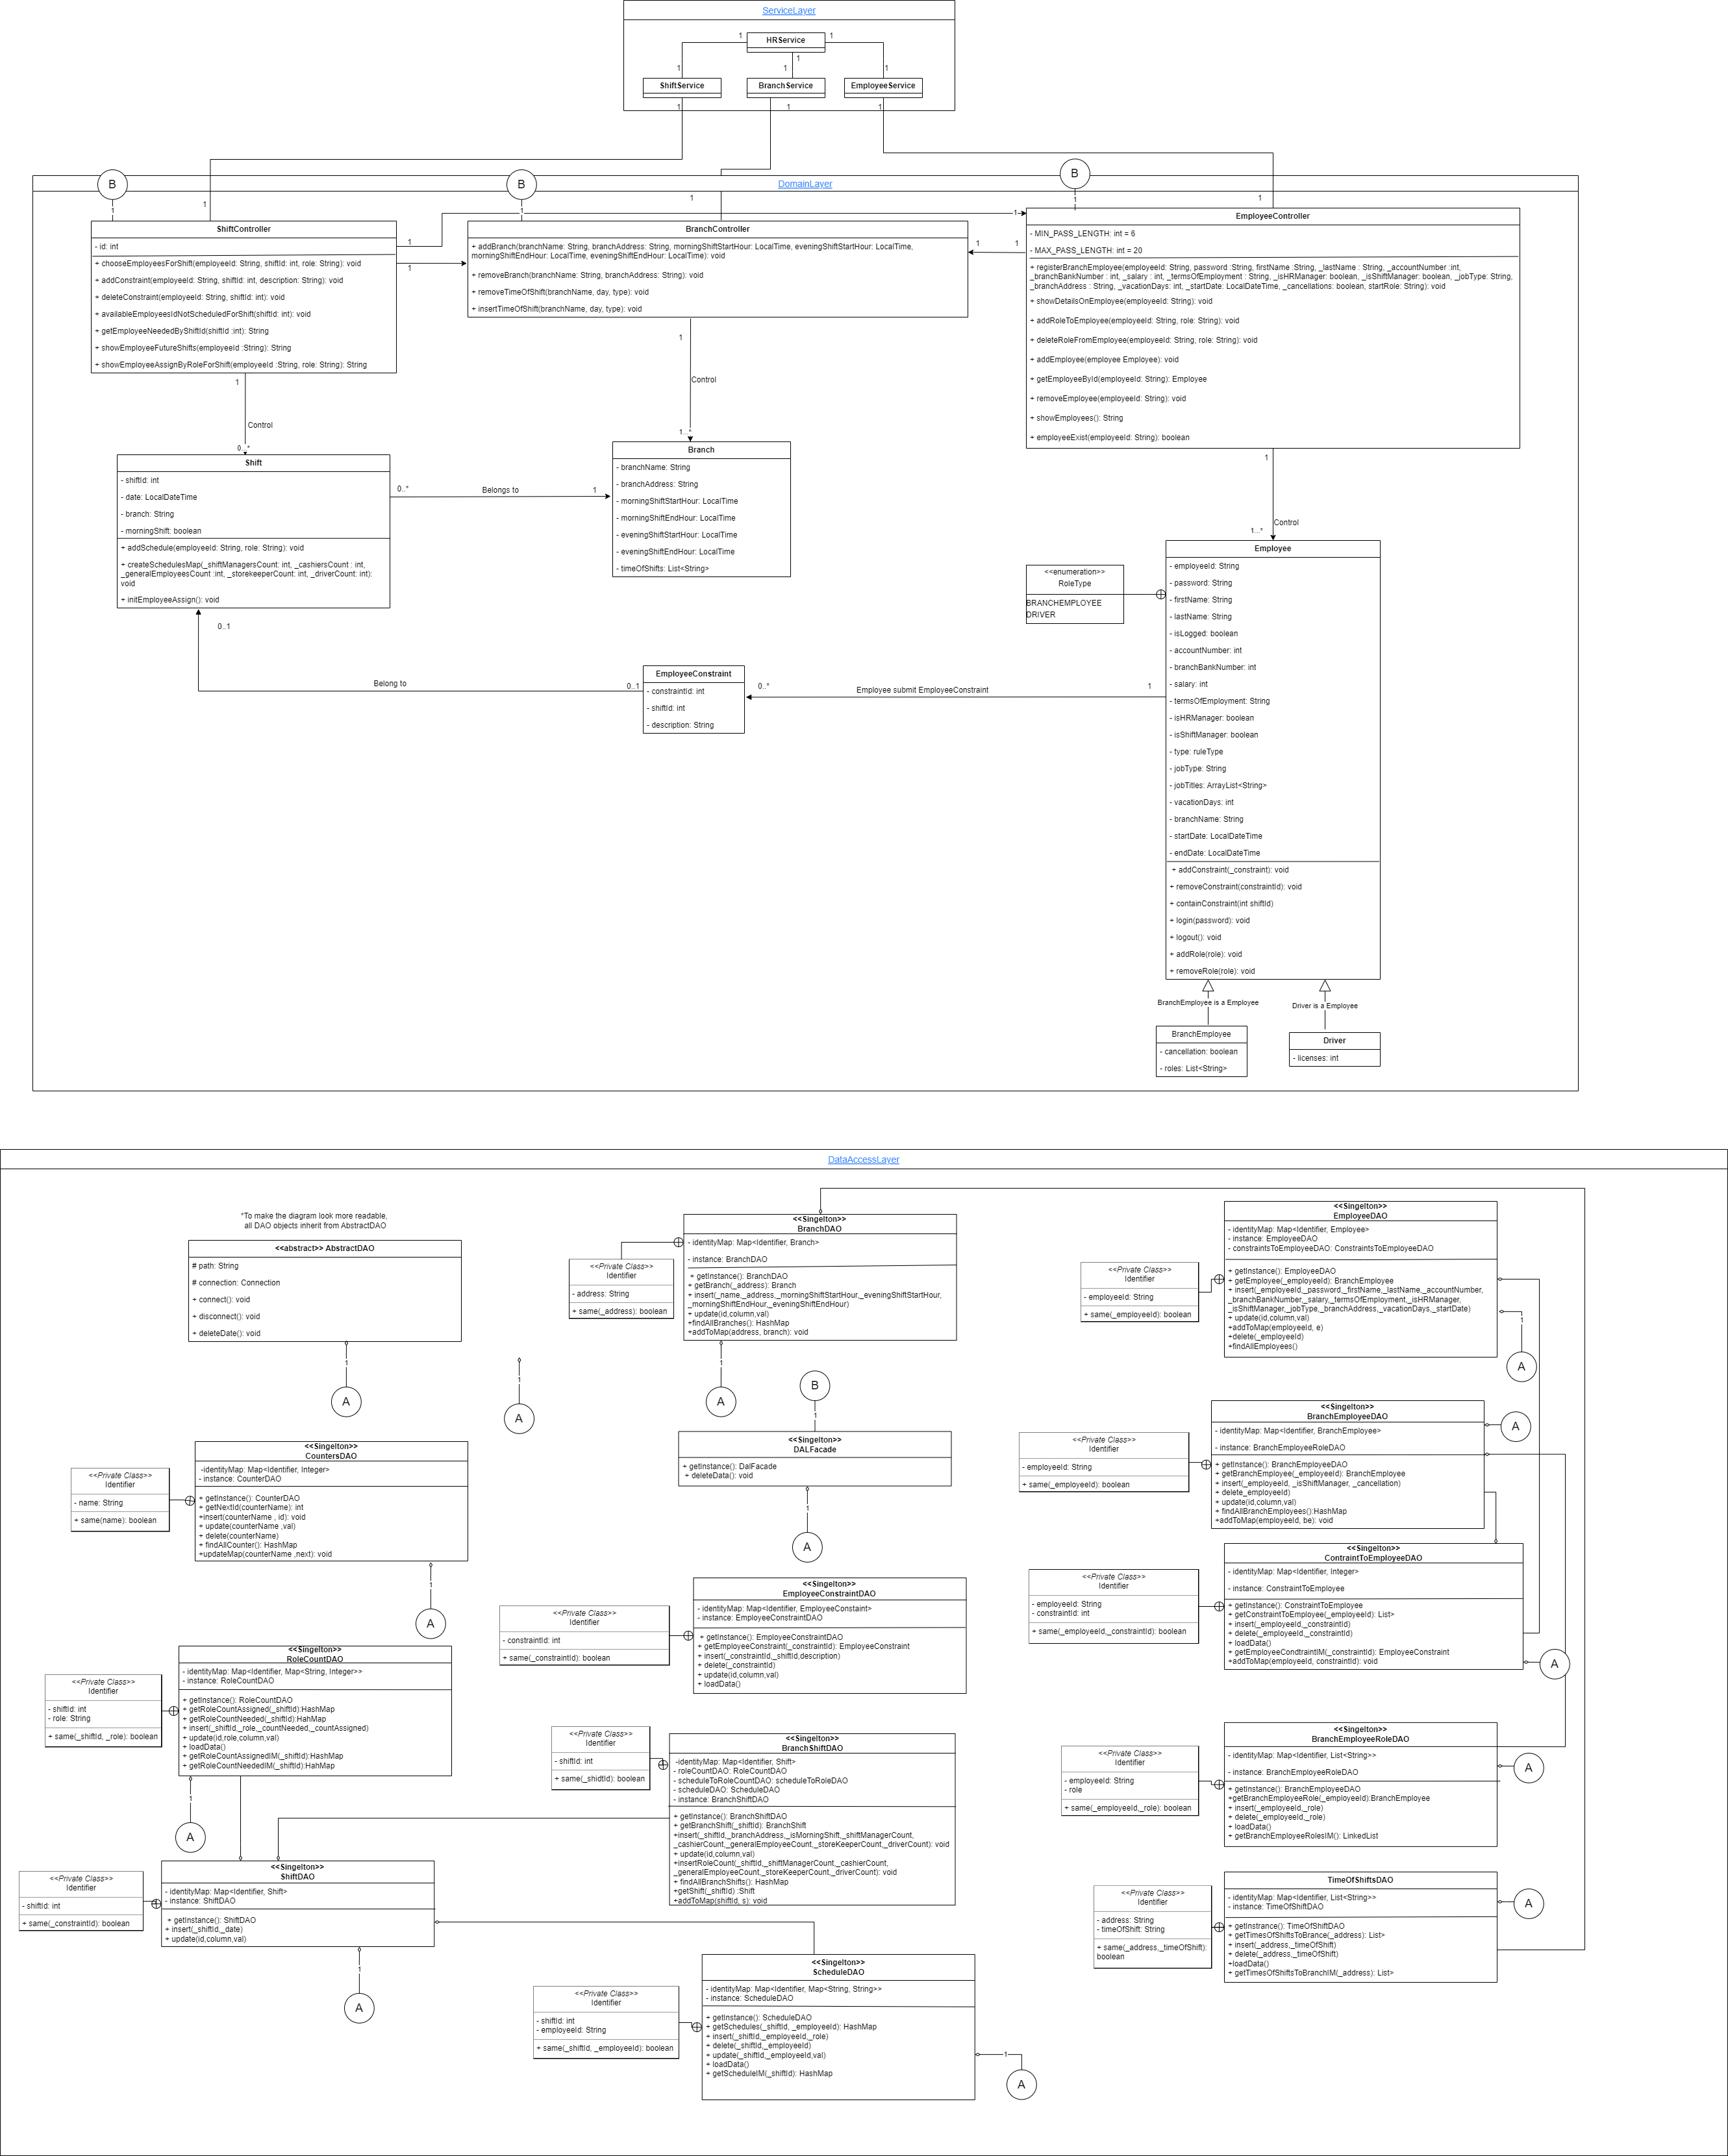 ServiceLayer
HRService
1
1
1
1
1
1
ShiftService
BranchService
EmployeeService
1
1
1
B
B
B
DomainLayer
1
1
1
1
1
1
ShiftController
- id: int
+ chooseEmployeesForShift(employeeId: String, shiftId: int, role: String): void
+ addConstraint(employeeId: String, shiftId: int, description: String): void
+ deleteConstraint(employeeId: String, shiftId: int): void
+ availableEmployeesIdNotScheduledForShift(shiftId: int): void
+ getEmployeeNeededByShiftId(shiftId :int): String
+ showEmployeeFutureShifts(employeeId :String): String
+ showEmployeeAssignByRoleForShift(employeeId :String, role: String): String
1
1
1
BranchController
+ addBranch(branchName: String, branchAddress: String, morningShiftStartHour: LocalTime, eveningShiftStartHour: LocalTime,
morningShiftEndHour: LocalTime, eveningShiftEndHour: LocalTime): void
+ removeBranch(branchName: String, branchAddress: String): void
+ removeTimeOfShift(branchName, day, type): void
+ insertTimeOfShift(branchName, day, type): void
1
1
EmployeeController
- MIN_PASS_LENGTH: int = 6
- MAX_PASS_LENGTH: int = 20
+ registerBranchEmployee(employeeId: String, password :String, firstName :String, _lastName : String, _accountNumber :int,
_branchBankNumber : int, _salary : int, _termsOfEmployment : String, _isHRManager: boolean, _isShiftManager: boolean, _jobType: String,
_branchAddress : String, _vacationDays: int, _startDate: LocalDateTime, _cancellations: boolean, startRole: String): void
+ showDetailsOnEmployee(employeeId: String): void
+ addRoleToEmployee(employeeId: String, role: String): void
+ deleteRoleFromEmployee(employeeId: String, role: String): void
+ addEmployee(employee Employee): void
+ getEmployeeById(employeeId: String): Employee
+ removeEmployee(employeeId: String): void
+ showEmployees(): String
+ employeeExist(employeeId: String): boolean
1
Control
0..*
1
Control
1...*
1
Control
1...*
Shift
- shiftId: int
- date: LocalDateTime
- branch: String
- morningShift: boolean
+ addSchedule(employeeId: String, role: String): void
+ createSchedulesMap(_shiftManagersCount: int, _cashiersCount : int,
_generalEmployeesCount :int, _storekeeperCount: int, _driverCount: int):
void
+ initEmployeeAssign(): void
0..*
Belongs to
1
Branch
- branchName: String
- branchAddress: String
- morningShiftStartHour: LocalTime
- morningShiftEndHour: LocalTime
- eveningShiftStartHour: LocalTime
- eveningShiftEndHour: LocalTime
- timeOfShifts: List<String>
<<enumeration>>
RoleType
BRANCHEMPLOYEE
DRIVER
Employee
- employeeId: String
- password: String
- firstName: String
- lastName: String
- isLogged: boolean
- accountNumber: int
- branchBankNumber: int
- salary: int
- termsOfEmployment: String
- isHRManager: boolean
- isShiftManager: boolean
- type: ruleType
- jobType: String
- jobTitles: ArrayList<String>
- vacationDays: int
- branchName: String
- startDate: LocalDateTime
- endDate: LocalDateTime
+ addConstraint(_constraint): void
+ removeConstraint(constraintId): void
+ containConstraint(int shiftId)
+ login(password): void
+ logout(): void
+ addRole(role): void
+ removeRole(role): void
0..1
Belong to
0..1
EmployeeConstraint
- constraintId: int
- shiftId: int
- description: String
0..*
Employee submit EmployeeConstraint
1
BranchEmployee is a Employee
Driver is a Employee
BranchEmployee
- cancellation: boolean
- roles: List<String>
Driver
- licenses: int
DataAccessLayer
*To make the diagram look more readable,
all DAO objects inherit from AbstractDAO
<<abstract>> AbstractDAO
# path: String
# connection: Connection
+ connect(): void
+ disconnect(): void
+ deleteDate(): void
1
A
1
A
<<Private Class>>
Identifier
- address: String
+ same(_address): boolean
<<Singelton>>
BranchDAO
- identityMap: Map<Identifier, Branch>
- instance: BranchDAO
+ getInstance(): BranchDAO
+ getBranch(_address): Branch
+ insert(_name,_address,_morningShiftStartHour,_eveningShiftStartHour,
_morningShiftEndHour,_eveningShiftEndHour)
+ update(id,column,val)
+findAllBranches(): HashMap
+addToMap(address, branch): void
1
A
<<Private Class>>
Identifier
- employeeId: String
+ same(_employeeId): boolean
<<Singelton>>
EmployeeDAO
- identityMap: Map<Identifier, Employee>
- instance: EmployeeDAO
- constraintsToEmployeeDAO: ConstraintsToEmployeeDAO
+ getInstance(): EmployeeDAO
+ getEmployee(_employeeId): BranchEmployee
+ insert(_employeeId,_password,_firstName,_lastName,_accountNumber,
_branchBankNumber,_salary,_termsOfEmployment,_isHRManager,
_isShiftManager,_jobType,_branchAddress,_vacationDays,_startDate)
+ update(id,column,val)
+addToMap(employeeId, e)
+delete(_employeeId)
+findAllEmployees()
1
A
B
1
<<Singelton>>
DALFacade
+ getInstance(): DalFacade
+ deleteData(): void
1
A
<<Private Class>>
Identifier
- name: String
+ same(name): boolean
<<Singelton>>
CountersDAO
-identityMap: Map<Identifier, Integer>
- instance: CounterDAO
+ getInstance(): CounterDAO
+ getNextId(counterName): int
+insert(counterName , id): void
+ update(counterName ,val)
+ delete(counterName)
+ findAllCounter(): HashMap
+updateMap(counterName ,next): void
1
A
<<Private Class>>
Identifier
- employeeId: String
+ same(_employeeId): boolean
<<Singelton>>
BranchEmployeeDAO
- identityMap: Map<Identifier, BranchEmployee>
- instance: BranchEmployeeRoleDAO
+ getInstance(): BranchEmployeeDAO
+ getBranchEmployee(_employeeId): BranchEmployee
+ insert(_employeeId, _isShiftManager, _cancellation)
+ delete_employeeId)
+ update(id,column,val)
+ findAllBranchEmployees():HashMap
+addToMap(employeeId, be): void
A
<<Private Class>>
Identifier
- constraintId: int
+ same(_constraintId): boolean
<<Singelton>>
EmployeeConstraintDAO
- identityMap: Map<Identifier, EmployeeConstaint>
- instance: EmployeeConstraintDAO
+ getInstance(): EmployeeConstraintDAO
+ getEmployeeConstraint(_constraintId): EmployeeConstraint
+ insert(_constraintId,_shiftId,description)
+ delete(_constraintId)
+ update(id,column,val)
+ loadData()
<<Private Class>>
Identifier
- employeeId: String
- constraintId: int
+ same(_employeeId,_constraintId): boolean
<<Singelton>>
ContraintToEmployeeDAO
- identityMap: Map<Identifier, Integer>
- instance: ConstraintToEmployee
+ getInstance(): ConstraintToEmployee
+ getConstraintToEmployee(_employeeId): List>
+ insert(_employeeId,_constraintId)
+ delete(_employeeId,_constraintId)
+ loadData()
+ getEmployeeCondtraintIM(_constraintId): EmployeeConstraint
+addToMap(employeeId, constraintId): void
A
<<Private Class>>
Identifier
- shiftId: int
- role: String
+ same(_shiftId, _role): boolean
<<Singelton>>
RoleCountDAO
- identityMap: Map<Identifier, Map<String, Integer>>
- instance: RoleCountDAO
+ getInstance(): RoleCountDAO
+ getRoleCountAssigned(_shiftId):HashMap
+ getRoleCountNeeded(_shiftId):HahMap
+ insert(_shiftId,_role,_countNeeded,_countAssigned)
+ update(id,role,column,val)
+ loadData()
+ getRoleCountAssignedIM(_shiftId):HashMap
+ getRoleCountNeededIM(_shiftId):HahMap
1
A
<<Private Class>>
Identifier
- shiftId: int
+ same(_shidtId): boolean
<<Singelton>>
BranchShiftDAO
-identityMap: Map<Identifier, Shift>
- roleCountDAO: RoleCountDAO
- scheduleToRoleCountDAO: scheduleToRoleDAO
- scheduleDAO: ScheduleDAO
- instance: BranchShiftDAO
+ getInstance(): BranchShiftDAO
+ getBranchShift(_shiftId): BranchShift
+insert(_shiftId,_branchAddress,_isMorningShift,_shiftManagerCount,
_cashierCount,_generalEmployeeCount,_storeKeeperCount,_driverCount): void
+ update(id,column,val)
+insertRoleCount(_shiftId,_shiftManagerCount,_cashierCount,
_generalEmployeeCount,_storeKeeperCount,_driverCount): void
+ findAllBranchShifts(): HashMap
+getShift(_shiftId) :Shift
+addToMap(shiftId, s): void
<<Private Class>>
Identifier
- employeeId: String
- role
+ same(_employeeId,_role): boolean
<<Singelton>>
BranchEmployeeRoleDAO
- identityMap: Map<Identifier, List<String>>
- instance: BranchEmployeeRoleDAO
+ getInstance(): BranchEmployeeDAO
+getBranchEmployeeRole(_employeeId):BranchEmployee
+ insert(_employeeId,_role)
+ delete(_employeeId,_role)
+ loadData()
+ getBranchEmployeeRolesIM(): LinkedList
A
<<Private Class>>
Identifier
- shiftId: int
+ same(_constraintId): boolean
<<Singelton>>
ShiftDAO
- identityMap: Map<Identifier, Shift>
- instance: ShiftDAO
+ getInstance(): ShiftDAO
+ insert(_shiftId,_date)
+ update(id,column,val)
1
A
<<Private Class>>
Identifier
- address: String
- timeOfShift: String
+ same(_address,_timeOfShift):
boolean
TimeOfShiftsDAO
- identityMap: Map<Identifier, List<String>>
- instance: TimeOfShiftDAO
+ getInstrance(): TimeOfShiftDAO
+ getTimesOfShiftsToBrance(_address): List>
+ insert(_address,_timeOfShift)
+ delete(_address,_timeOfShift)
+loadData()
+ getTimesOfShiftsToBranchIM(_address): List>
A
<<Private Class>>
Identifier
- shiftId: int
- employeeId: String
+ same(_shiftId, _employeeId): boolean
<<Singelton>>
ScheduleDAO
- identityMap: Map<Identifier, Map<String, String>>
- instance: ScheduleDAO
+ getInstance(): ScheduleDAO
+ getSchedules(_shiftId, _employeeId): HashMap
+ insert(_shiftId,_employeeId,_role)
+ delete(_shiftId,_employeeId)
+ update(_shiftId,_employeeId,val)
+ loadData()
+ getScheduleIM(_shiftId): HashMap
1
A